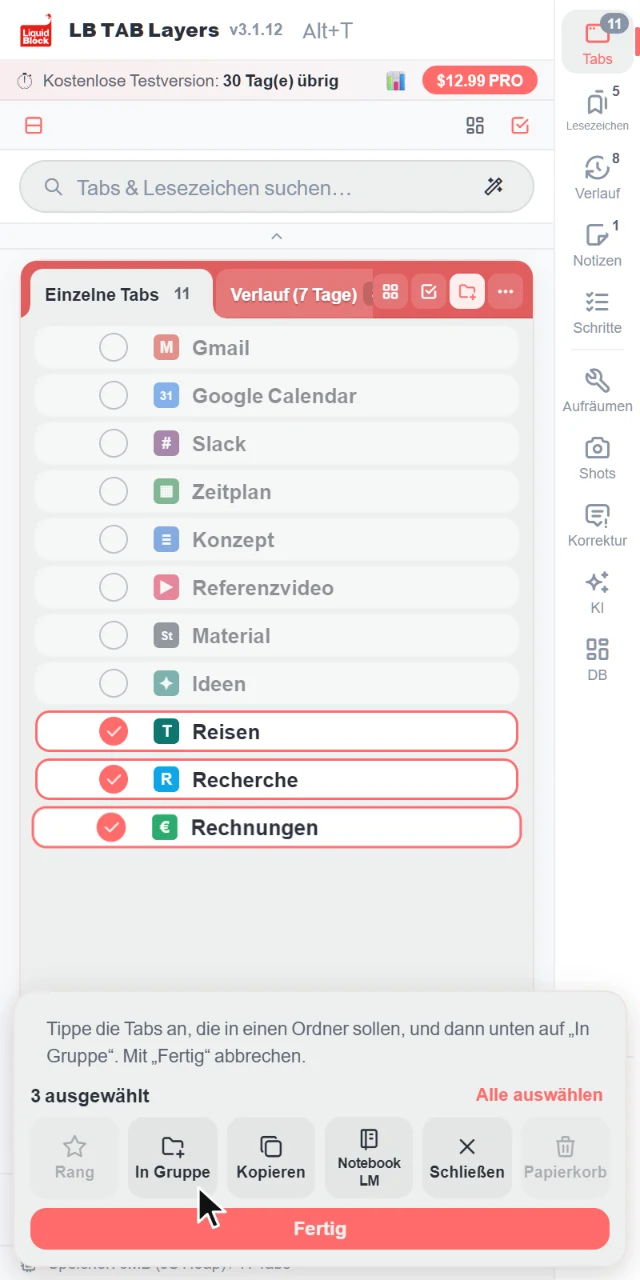 Liquid Block
LB TAB Layers v3.1.12 Alt+T
Kostenlose Testversion: 30 Tag(e) übrig
$12.99 PRO
Tabs & Lesezeichen suchen…
Einzelne Tabs 11
Verlauf (7 Tage)
M Gmail
31 Google Calendar
# Slack
Zeitplan
Konzept
Referenzvideo
St Material
Ideen
T Reisen
R Recherche
€ Rechnungen
Tippe die Tabs an, die in einen Ordner sollen, und dann unten auf „In
Gruppe“. Mit „Fertig“ abbrechen.
3 ausgewählt
Alle auswählen
Rang
In Gruppe
Kopieren
Notebook
LM
Schließen
Papierkorb
Fertig
11
Tabs
5
Lesezeichen
8
Verlauf
1
Notizen
Schritte
Aufräumen
Shots
Korrektur
KI
DB